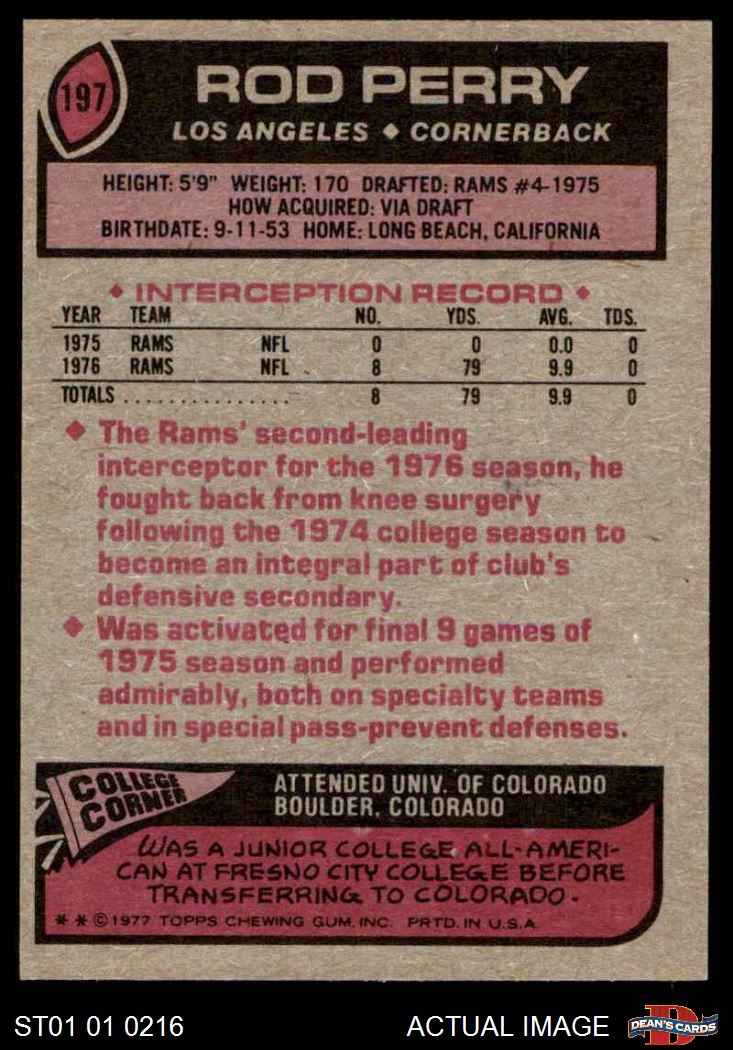 197
ROD PERRY
LOS ANGELES ◆ CORNERBACK
HEIGHT: 5'9" WEIGHT: 170 DRAFTED: RAMS #4-1975
HOW ACQUIRED: VIA DRAFT
BIRTHDATE: 9-11-53 HOME: LONG BEACH, CALIFORNIA
◆ INTERCEPTION RECORD ◆
YEAR TEAM NO. YDS. AVG. TDS.
1975 RAMS NFL 0 0 0.0 0
1976 RAMS NFL 8 79 9.9 0
TOTALS . . . . . . . . . . . . . . . 8 79 9.9 0
◆ The Rams' second-leading
interceptor for the 1976 season, he
fought back from knee surgery
following the 1974 college season to
become an integral part of club's
defensive secondary.
◆ Was activated for final 9 games of
1975 season and performed
admirably, both on specialty teams
and in special pass-prevent defenses.
COLLEGE
CORNER
ATTENDED UNIV. OF COLORADO
BOULDER, COLORADO
WAS A JUNIOR COLLEGE ALL-AMERI-
CAN AT FRESNO CITY COLLEGE BEFORE
TRANSFERRING TO COLORADO.
* * © 1977 TOPPS CHEWING GUM, INC. PRTD. IN U.S.A.
ST01 01 0216
ACTUAL IMAGE
D
DEAN'S CARDS